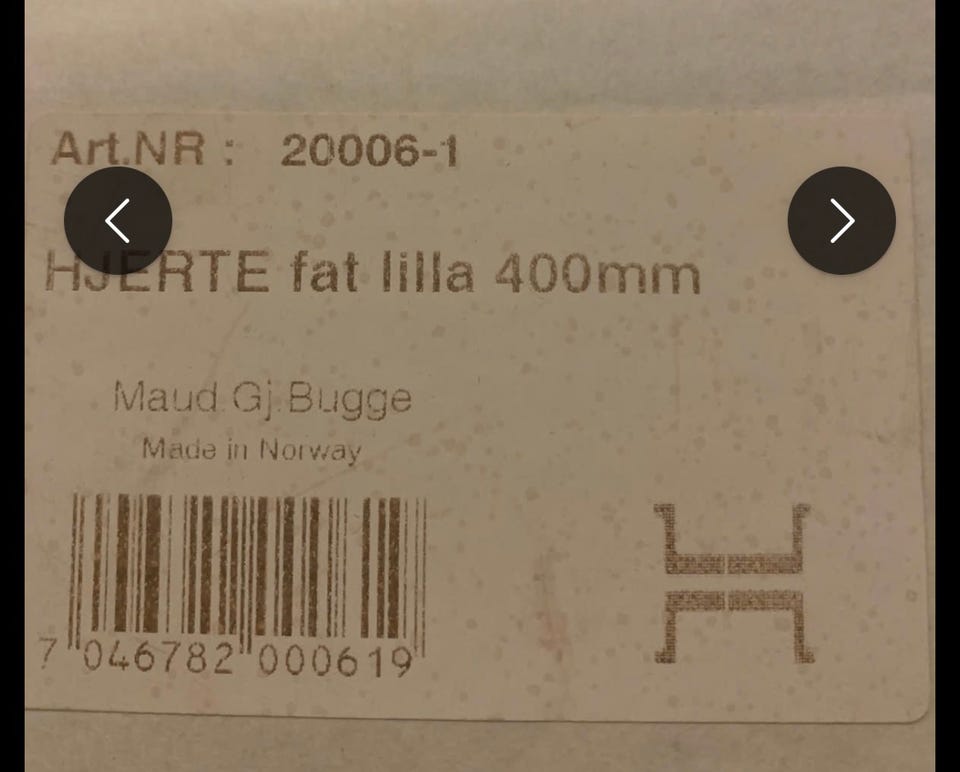 Art.NR : 20006-1
HJERTE fat lilla 400mm
Maud Gj.Bugge
Made in Norway
7 046782 000619